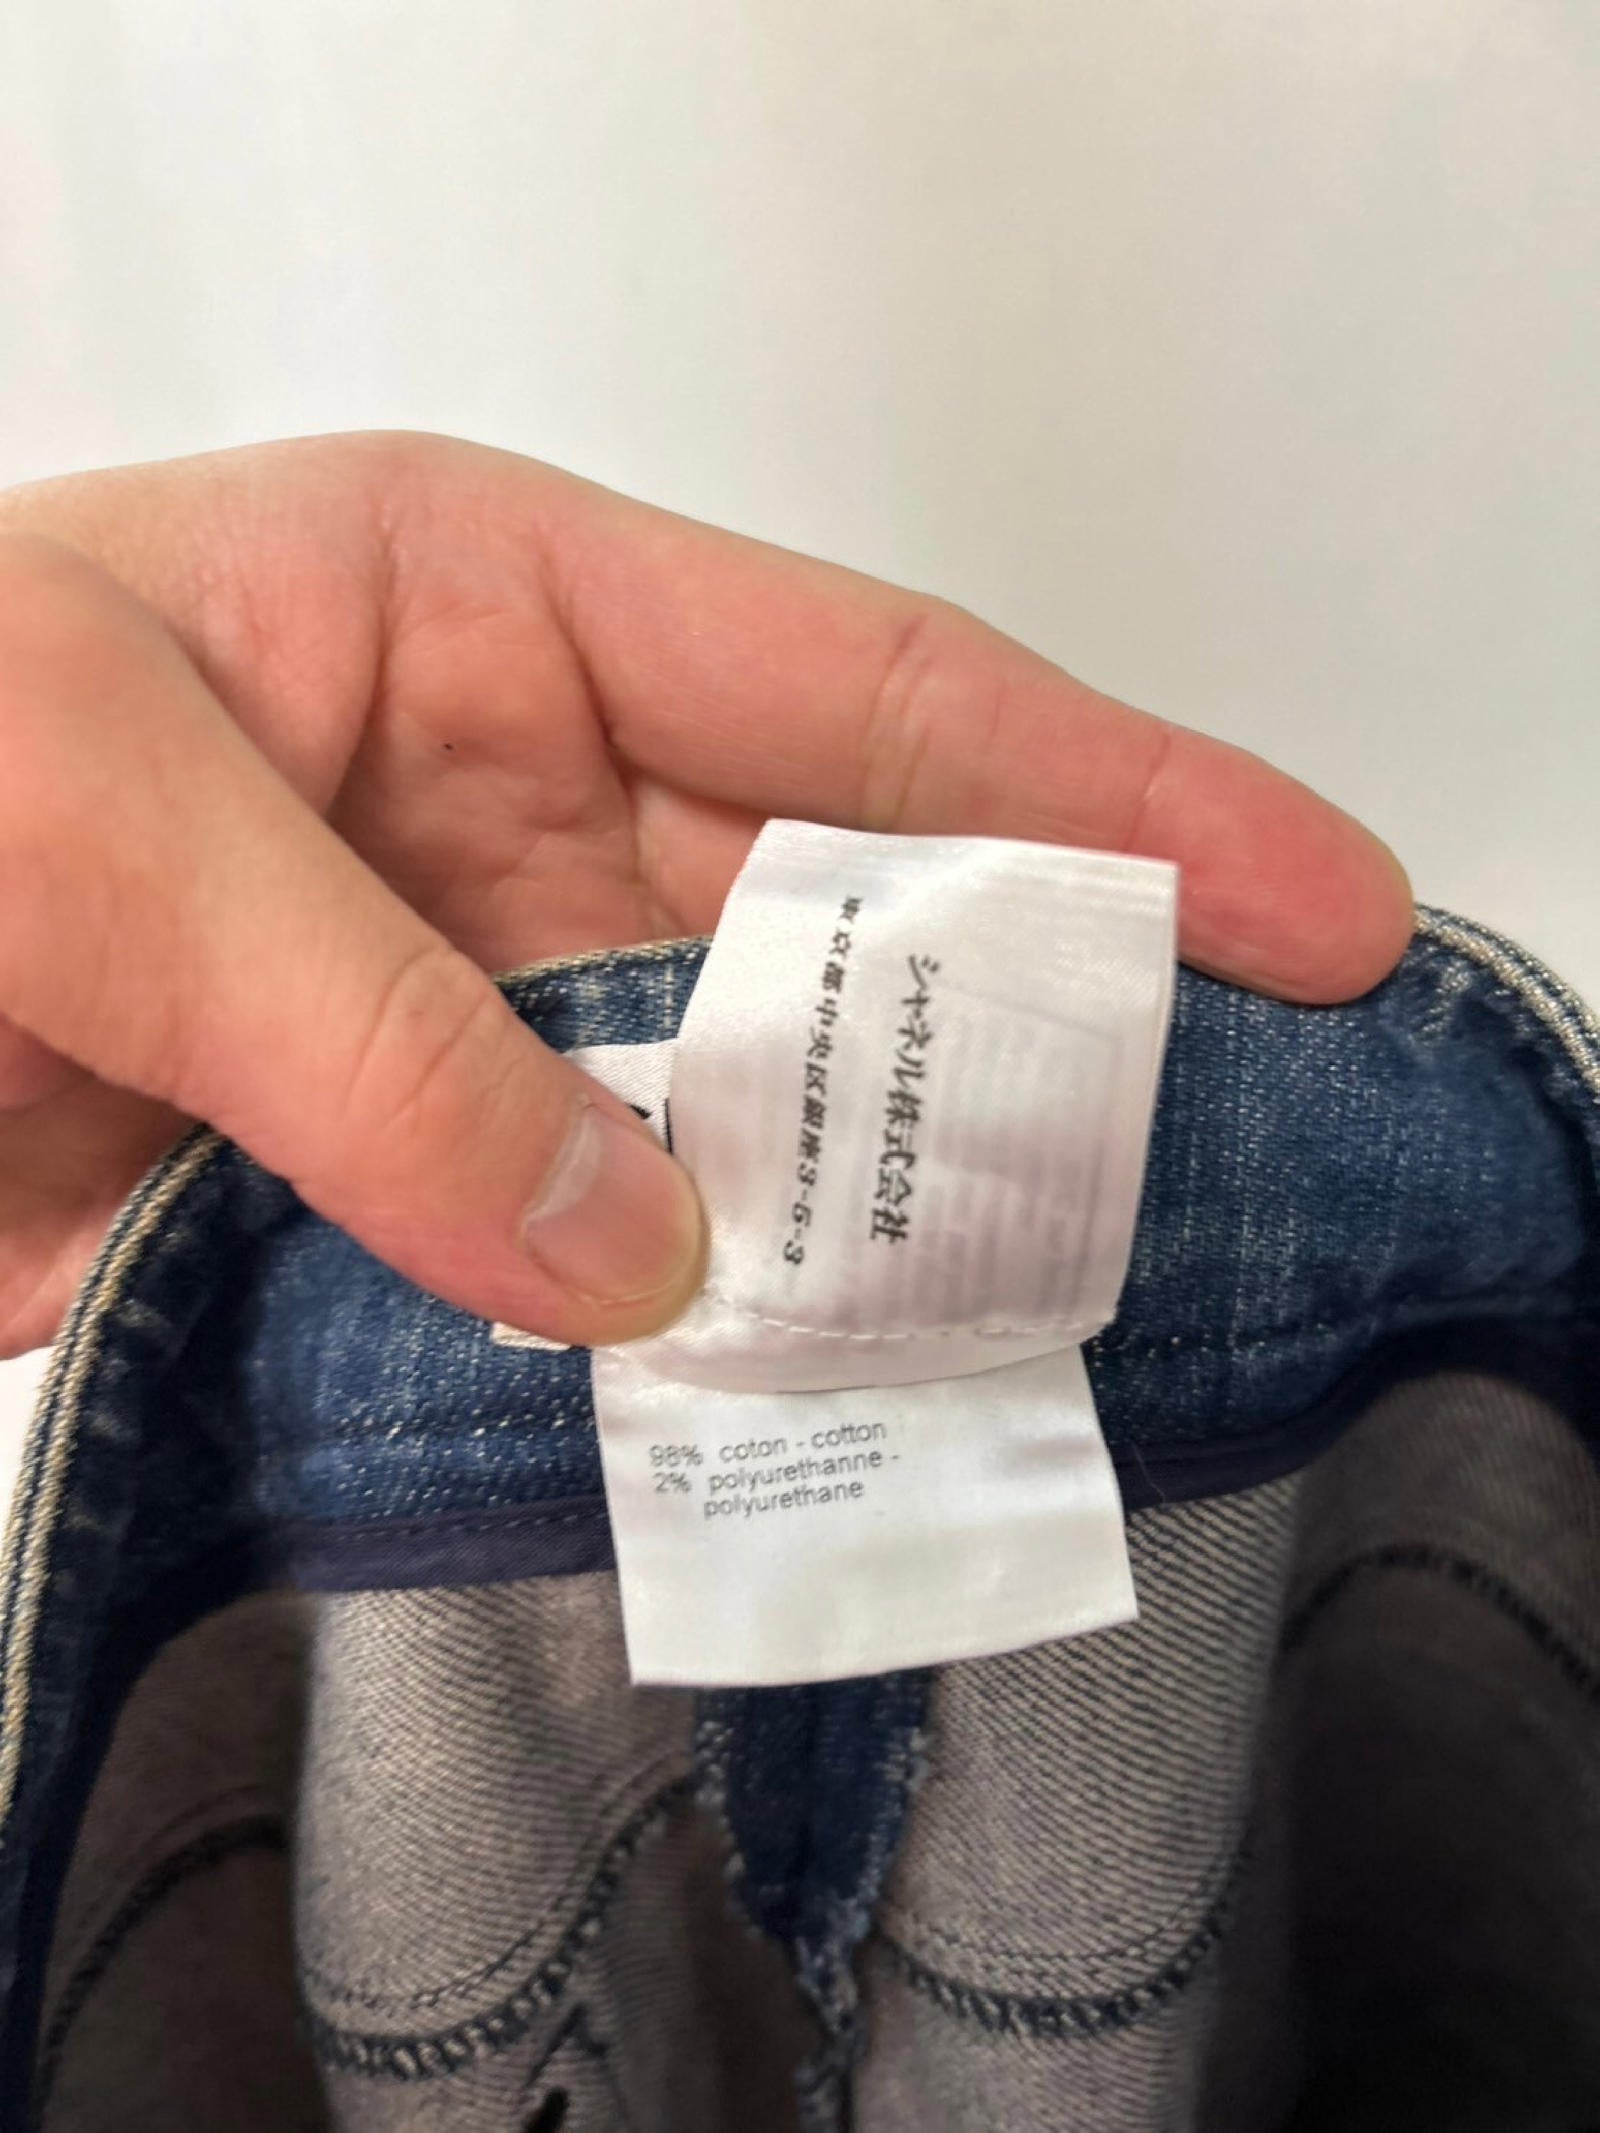 シャネル株式会社
東京都中央区銀座3-5-3
98% coton - cotton
2% polyurethanne -
polyurethane